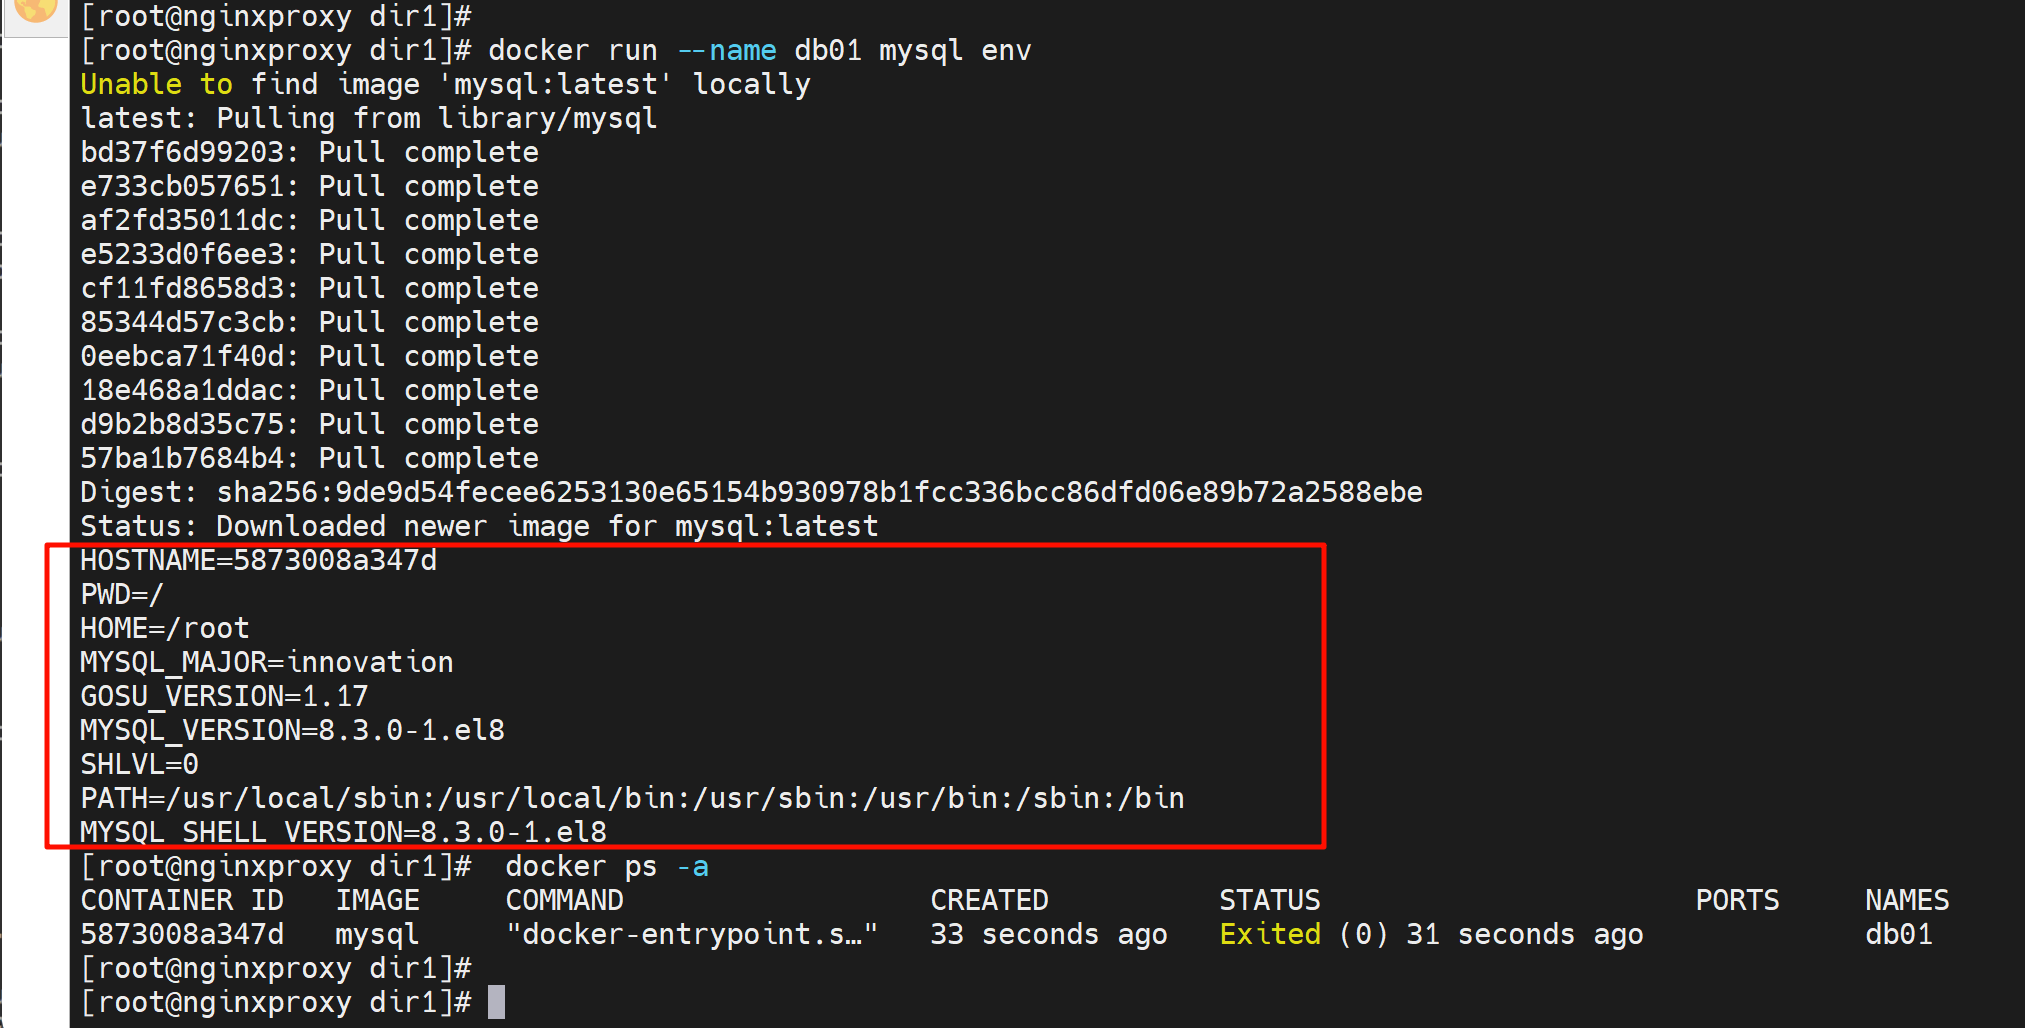 [root@nginxproxy dir1]#
[root@nginxproxy dir1]# docker run --name db01 mysql env
Unable to find image 'mysql:latest' locally
latest: Pulling from library/mysql
bd37f6d99203: Pull complete
e733cb057651: Pull complete
af2fd35011dc: Pull complete
e5233d0f6ee3: Pull complete
cf11fd8658d3: Pull complete
85344d57c3cb: Pull complete
0eebca71f40d: Pull complete
18e468a1ddac: Pull complete
d9b2b8d35c75: Pull complete
57ba1b7684b4: Pull complete
Digest: sha256:9de9d54fecee6253130e65154b930978b1fcc336bcc86dfd06e89b72a2588ebe
Status: Downloaded newer image for mysql:latest
HOSTNAME=5873008a347d
PWD=/
HOME=/root
MYSQL_MAJOR=innovation
GOSU_VERSION=1.17
MYSQL_VERSION=8.3.0-1.el8
SHLVL=0
PATH=/usr/local/sbin:/usr/local/bin:/usr/sbin:/usr/bin:/sbin:/bin
MYSQL_SHELL_VERSION=8.3.0-1.el8
[root@nginxproxy dir1]#  docker ps -a
CONTAINER ID   IMAGE     COMMAND                  CREATED          STATUS                      PORTS     NAMES
5873008a347d   mysql     "docker-entrypoint.s…"   33 seconds ago   Exited (0) 31 seconds ago             db01
[root@nginxproxy dir1]#
[root@nginxproxy dir1]#